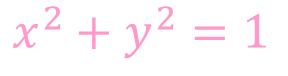 x² + y² = 1